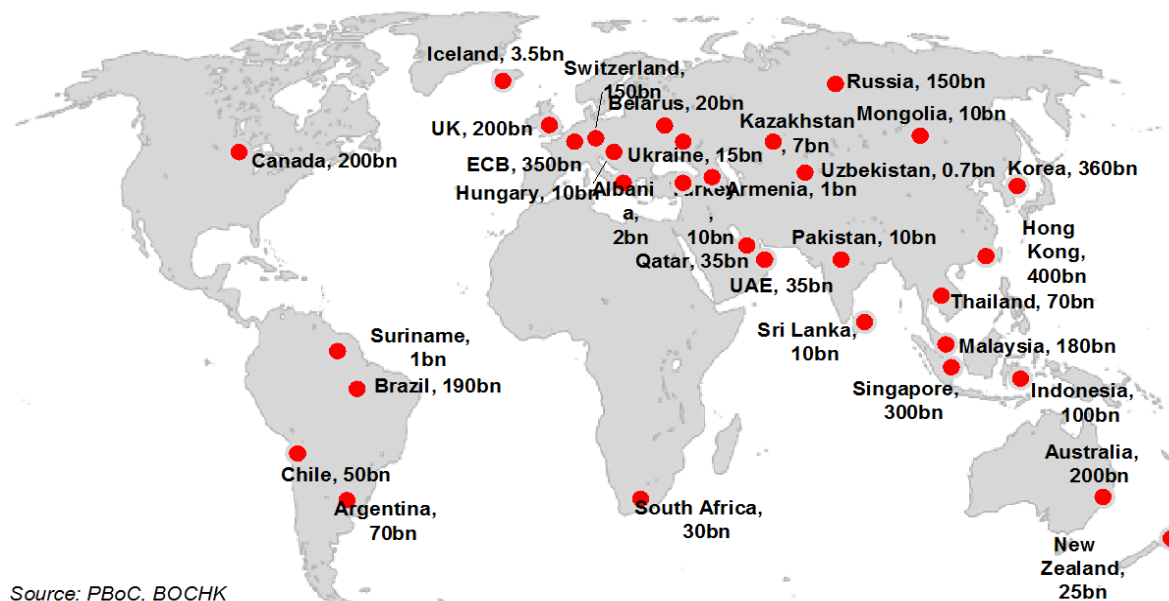 Iceland, 3.5bn
Switzerland,
150bn
Belarus, 20bn
Russia, 150bn
Mongolia, 10bn
UK, 200bn
Kazakhstan
, 7bn
Canada, 200bn
ECB, 350bn
Ukraine, 15bn
Uzbekistan, 0.7bn
Korea, 360bn
Hungary, 10bn
Albani
a,
2bn
Turkey
,
10bn
Armenia, 1bn
Qatar, 35bn
UAE, 35bn
Pakistan, 10bn
Hong
Kong,
400bn
Thailand, 70bn
Sri Lanka,
10bn
Malaysia, 180bn
Singapore,
300bn
Indonesia,
100bn
Suriname,
1bn
Brazil, 190bn
Chile, 50bn
Argentina,
70bn
South Africa,
30bn
Australia,
200bn
New
Zealand,
25bn
Source: PBoC, BOCHK